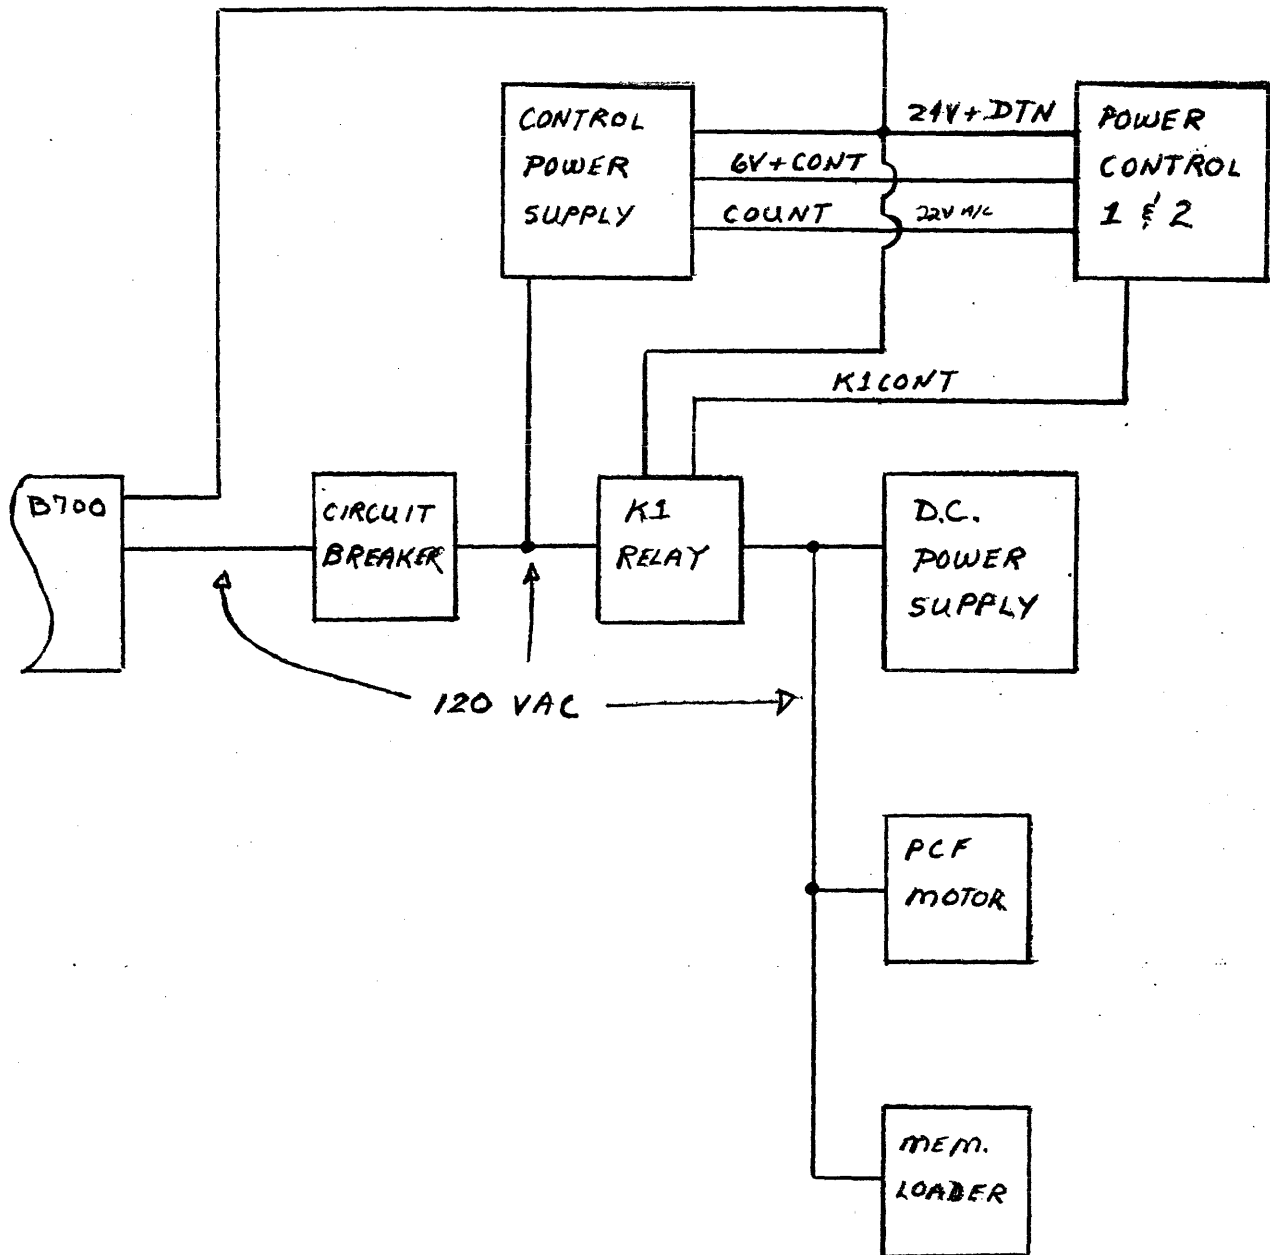 CONTROL
POWER
SUPPLY
24V+DTN
6V+CONT
COUNT
22V A/C
POWER
CONTROL
1 & 2
K1CONT
B700
CIRCUIT
BREAKER
K1
RELAY
D.C.
POWER
SUPPLY
120 VAC
PCF
MOTOR
MEM.
LOADER